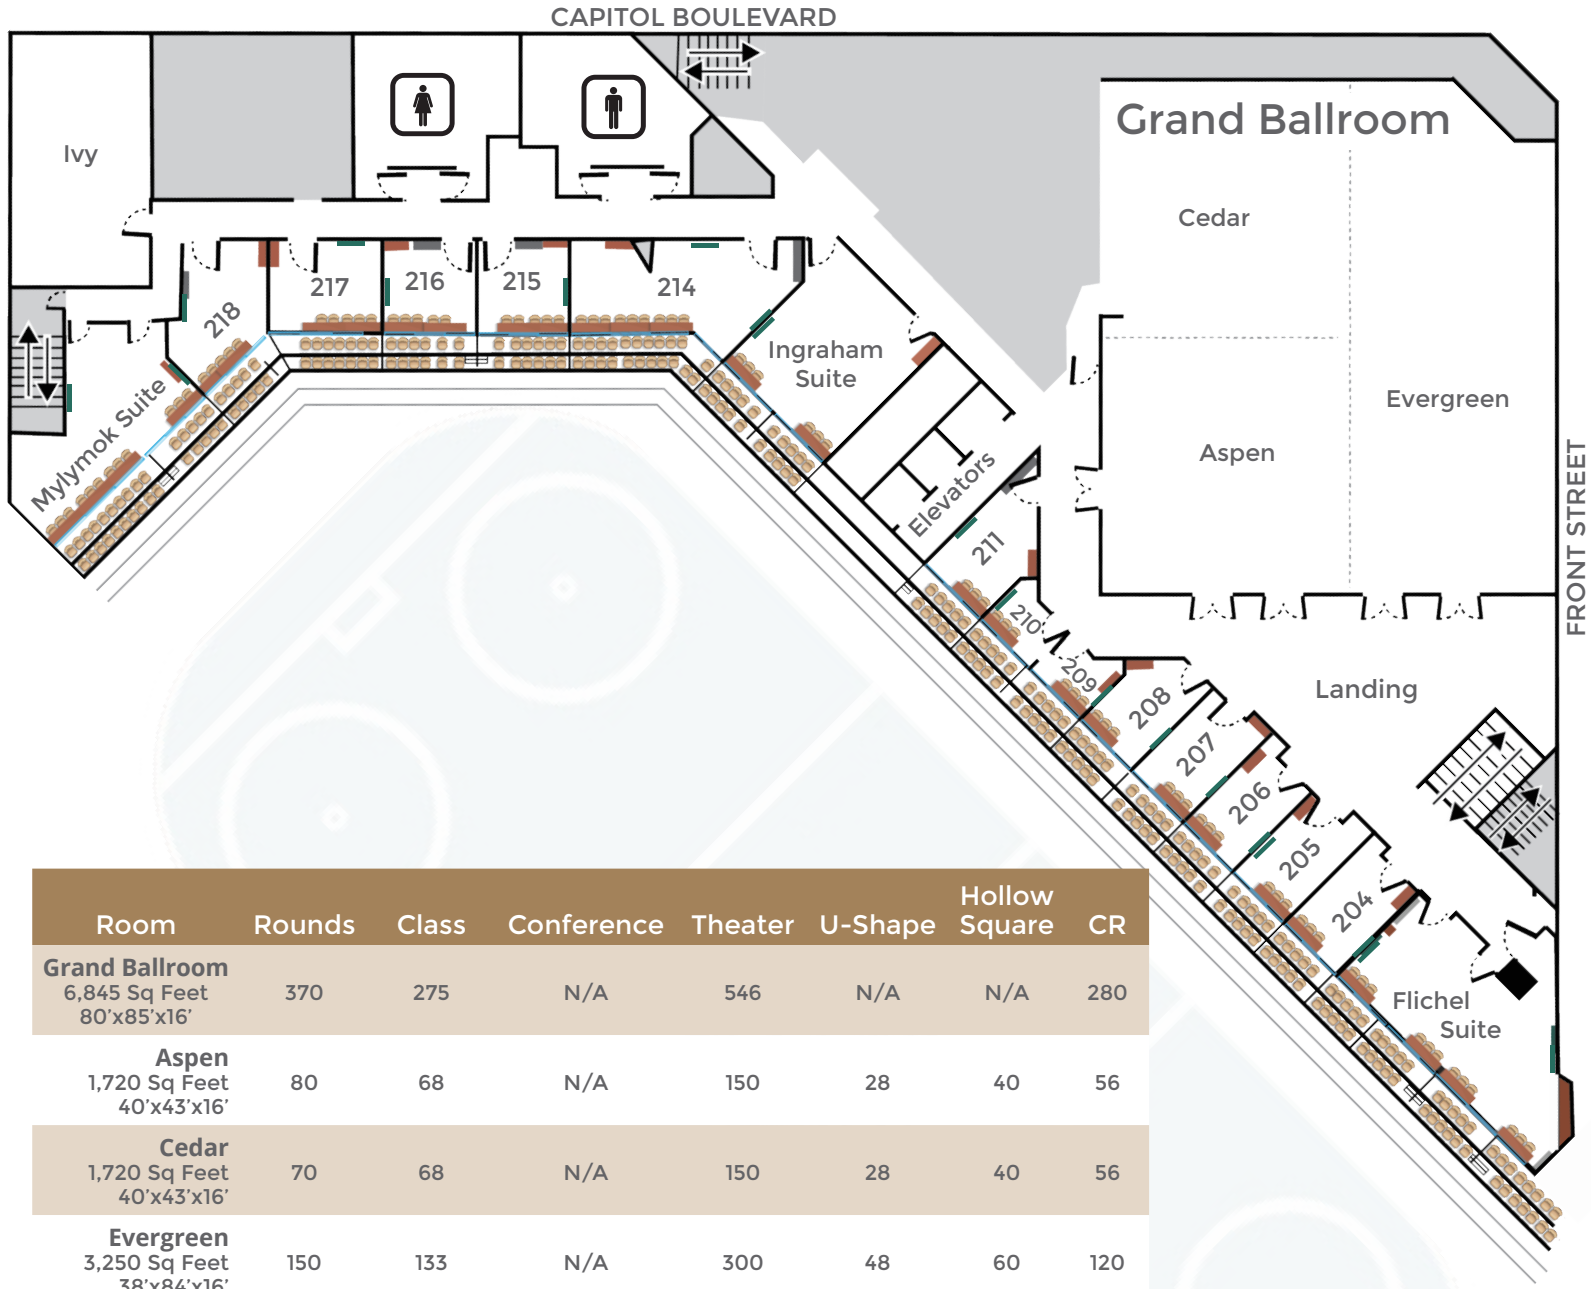 CAPITOL BOULEVARD
Grand Ballroom
Ivy
Cedar
217
216
215
214
218
Ingraham
Suite
Mylymok Suite
Evergreen
Aspen
Elevators
FRONT STREET
211
210
209
208
Landing
207
206
205
204
Flichel
Suite
Room Rounds Class Conference Theater U-Shape Hollow Square CR
Grand Ballroom
6,845 Sq Feet 370 275 N/A 546 N/A N/A 280
80’x85’x16’
Aspen
1,720 Sq Feet 80 68 N/A 150 28 40 56
40’x43’x16’
Cedar
1,720 Sq Feet 70 68 N/A 150 28 40 56
40’x43’x16’
Evergreen
3,250 Sq Feet 150 133 N/A 300 48 60 120
38’x84’x16’